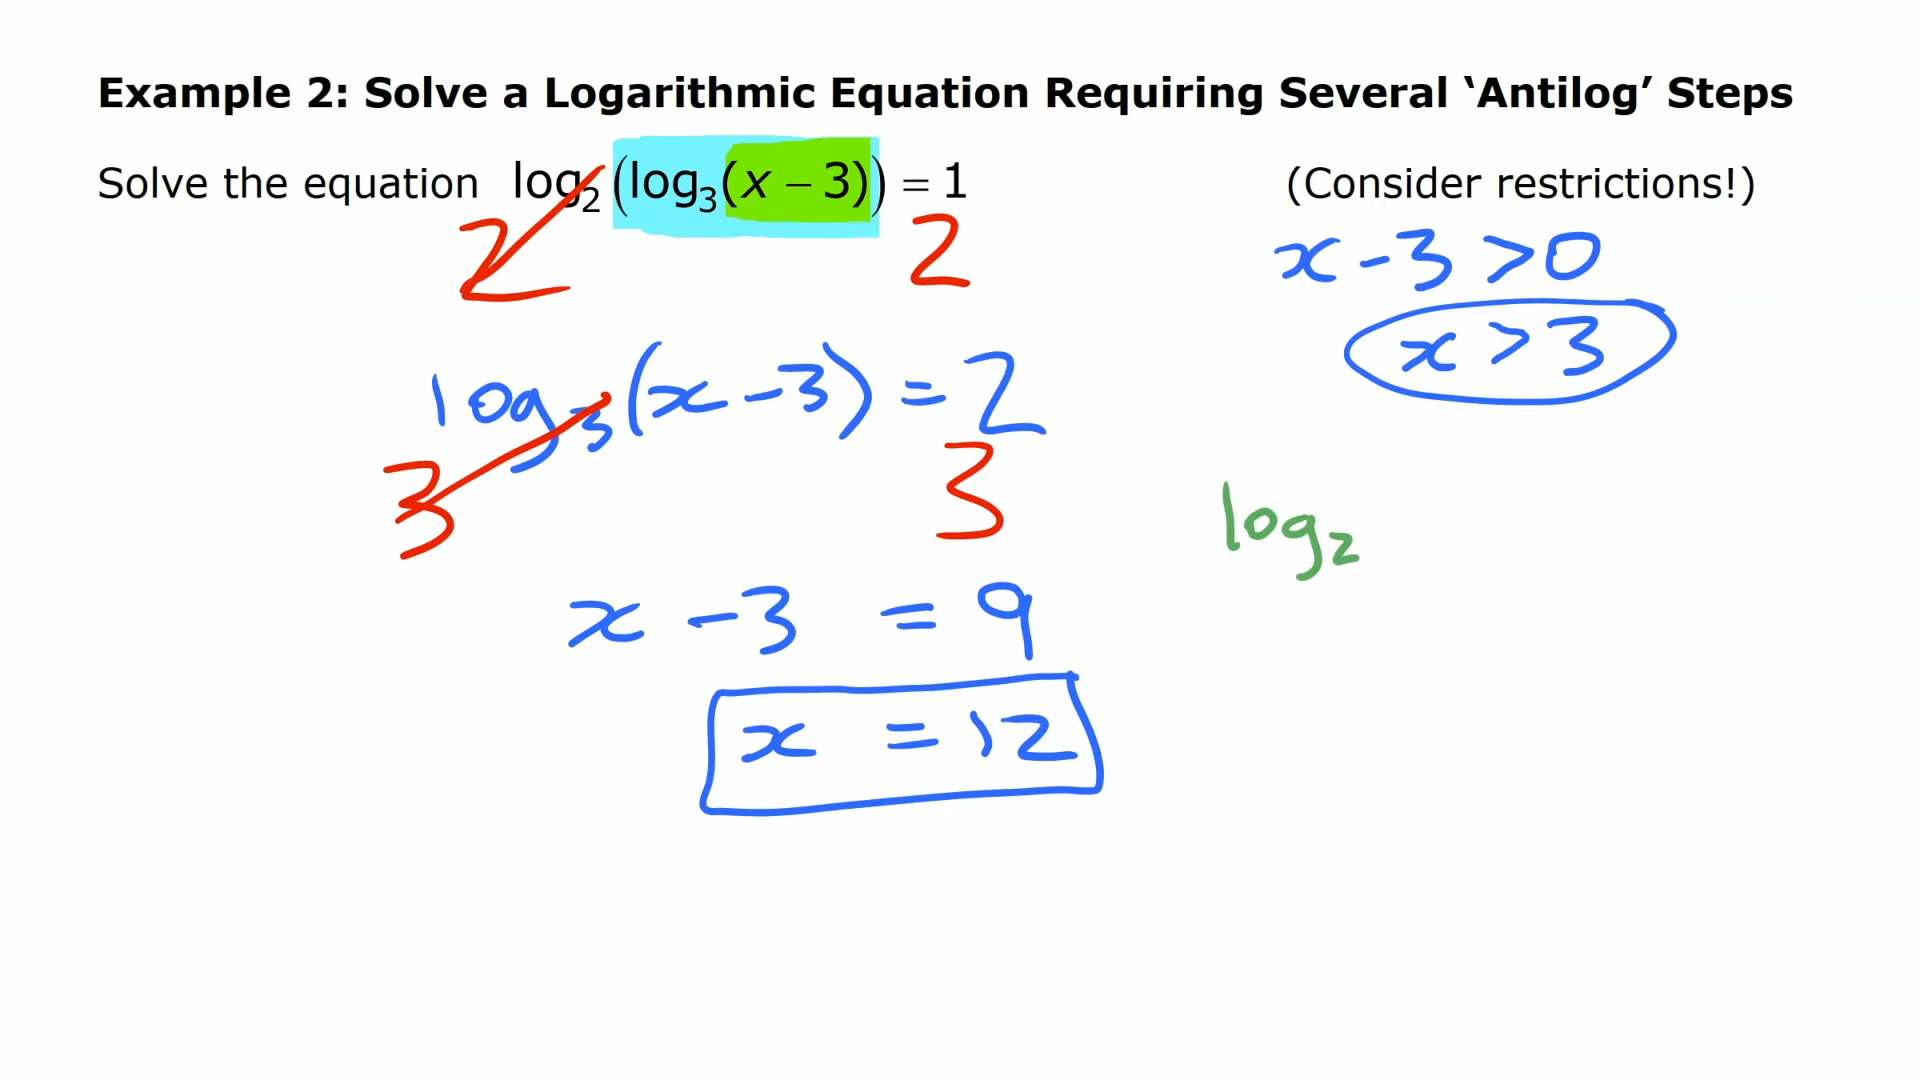 Example 2: Solve a Logarithmic Equation Requiring Several ‘Antilog’ Steps
Solve the equation log₂(log₃(x − 3)) = 1
2 2
log₃(x − 3) = 2
3 3
x − 3 = 9
x = 12
(Consider restrictions!)
x − 3 > 0
x > 3
log₂